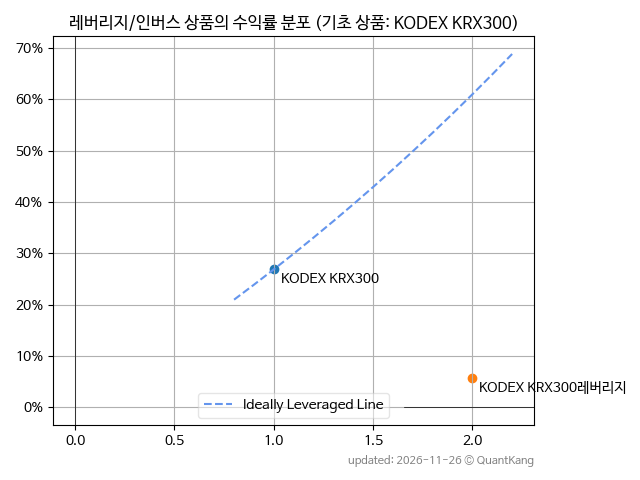 레버리지/인버스 상품의 수익률 분포 (기초 상품: KODEX KRX300)
70%
60%
50%
40%
30%
20%
10%
0%
KODEX KRX300
KODEX KRX300레버리지
Ideally Leveraged Line
0.0 0.5 1.0 1.5 2.0
updated: 2026-11-26 © QuantKang